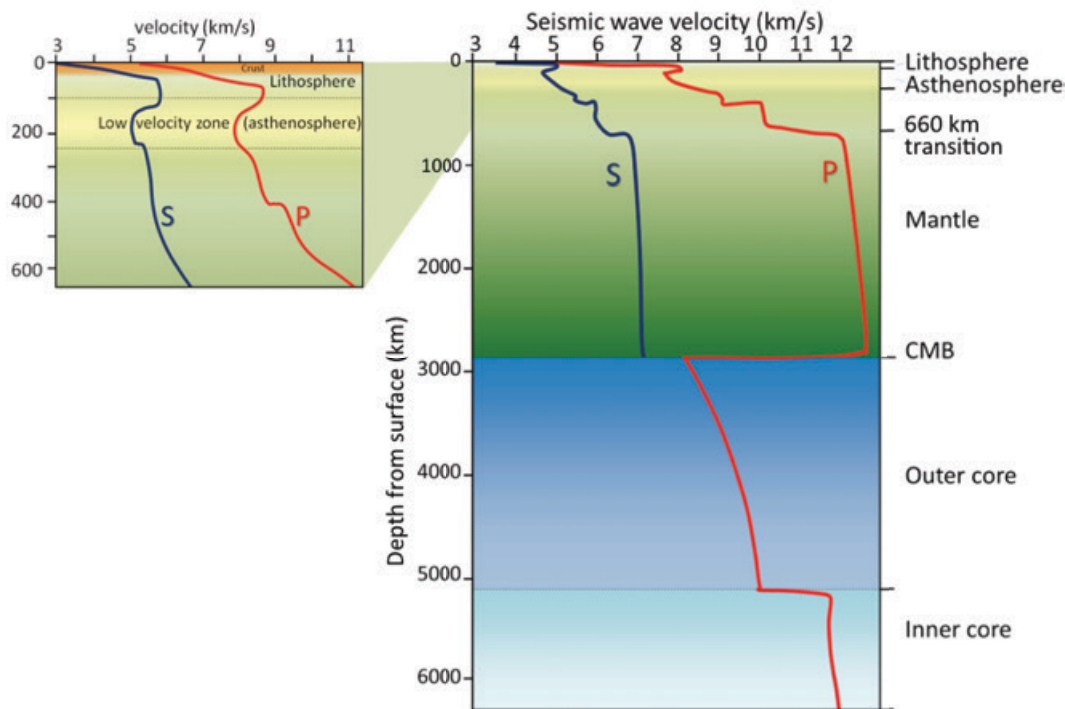 velocity (km/s)
3 5 7 9 11
0
200
400
600
Crust
Lithosphere
Low velocity zone (asthenosphere)
S
P
Seismic wave velocity (km/s)
3 4 5 6 7 8 9 10 11 12
Depth from surface (km)
0
1000
2000
3000
4000
5000
6000
S
P
Lithosphere
Asthenosphere
660 km
transition
Mantle
CMB
Outer core
Inner core